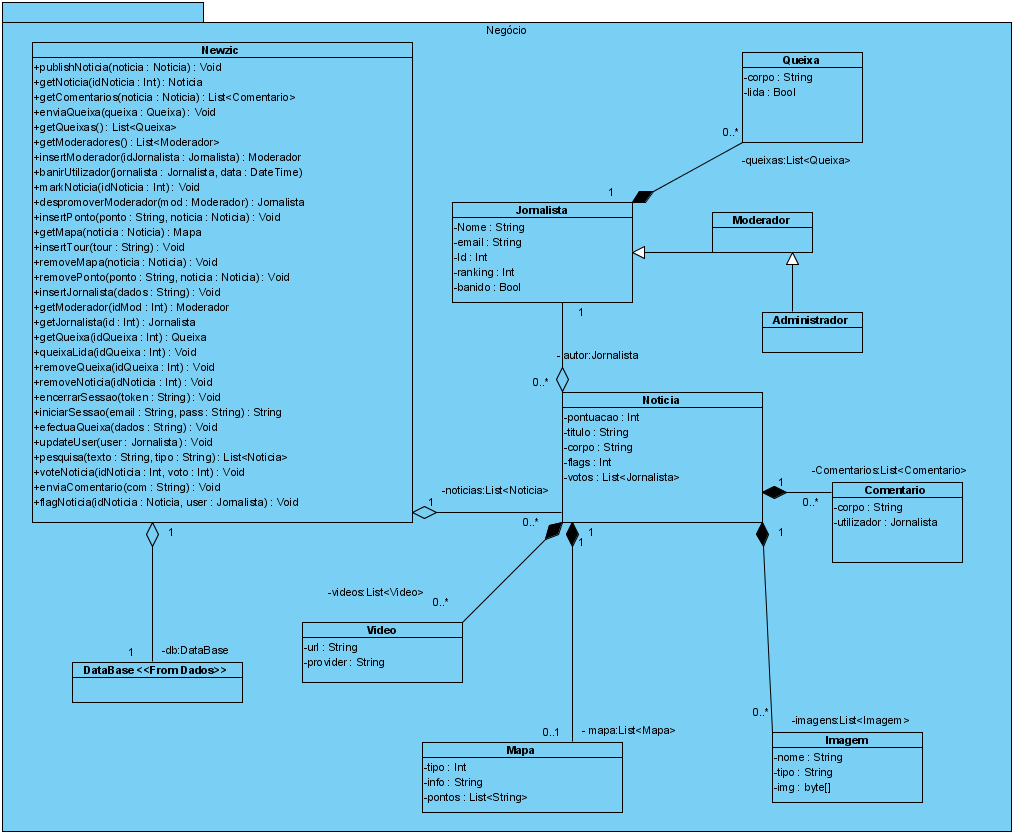 Negócio
Newzic
+publishNoticia(noticia : Noticia) : Void
+getNoticia(idNoticia : Int) : Noticia
+getComentarios(noticia : Noticia) : List<Comentario>
+enviaQueixa(queixa : Queixa) : Void
+getQueixas() : List<Queixa>
+getModeradores() : List<Moderador>
+insertModerador(idJornalista : Jornalista) : Moderador
+banirUtilizador(jornalista : Jornalista, data : DateTime)
+markNoticia(idNoticia : Int) : Void
+despromoverModerador(mod : Moderador) : Jornalista
+insertPonto(ponto : String, noticia : Noticia) : Void
+getMapa(noticia : Noticia) : Mapa
+insertTour(tour : String) : Void
+removeMapa(noticia : Noticia) : Void
+removePonto(ponto : String, noticia : Noticia) : Void
+insertJornalista(dados : String) : Void
+getModerador(idMod : Int) : Moderador
+getJornalista(id : Int) : Jornalista
+getQueixa(idQueixa : Int) : Queixa
+queixaLida(idQueixa : Int) : Void
+removeQueixa(idQueixa : Int) : Void
+removeNoticia(idNoticia : Int) : Void
+encerrarSessao(token : String) : Void
+iniciarSessao(email : String, pass : String) : String
+efectuaQueixa(dados : String) : Void
+updateUser(user : Jornalista) : Void
+pesquisa(texto : String, tipo : String) : List<Noticia>
+voteNoticia(idNoticia : Int, voto : Int) : Void
+enviaComentario(com : String) : Void
+flagNoticia(idNoticia : Noticia, user : Jornalista) : Void
Queixa
-corpo : String
-lida : Bool
0..*
-queixas:List<Queixa>
1
Jornalista
-Nome : String
-email : String
-Id : Int
-ranking : Int
-banido : Bool
Moderador
Administrador
1
- autor:Jornalista
0..*
Noticia
-pontuacao : Int
-titulo : String
-corpo : String
-flags : Int
-votos : List<Jornalista>
-noticias:List<Noticia>
1
0..*
-Comentarios:List<Comentario>
1
0..*
Comentario
-corpo : String
-utilizador : Jornalista
1
1
1
1
-videos:List<Video>
0..*
Video
-url : String
-provider : String
1
-db:DataBase
DataBase <<From Dados>>
0..1
- mapa:List<Mapa>
Mapa
-tipo : Int
-info : String
-pontos : List<String>
0..*
-imagens:List<Imagem>
Imagem
-nome : String
-tipo : String
-img : byte[]